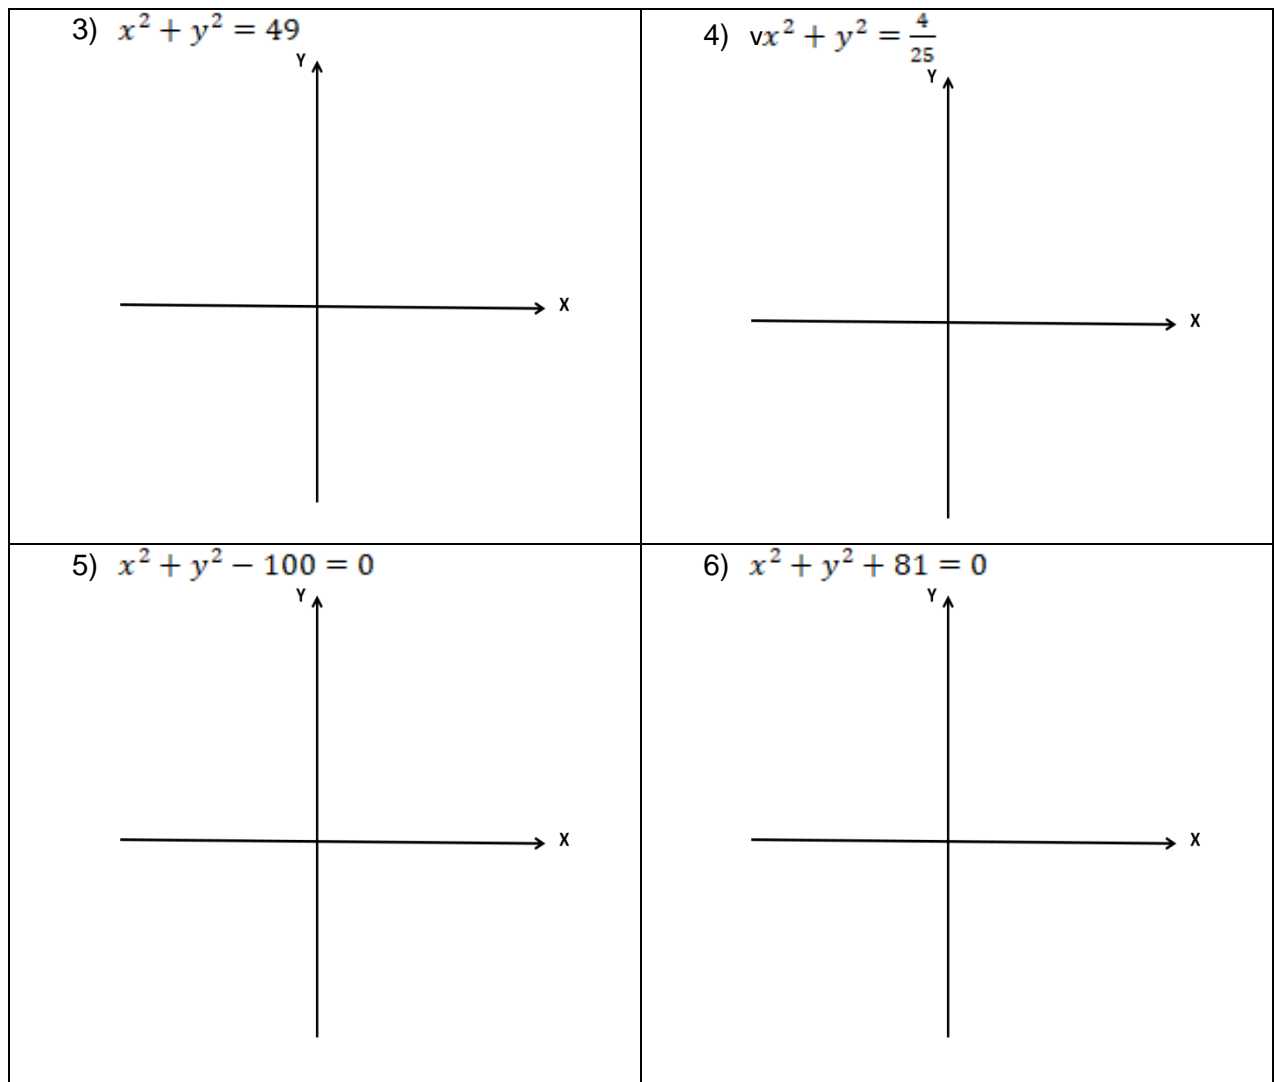 3) x² + y² = 49
Y
X
4) vx² + y² = 4/25
Y
X
5) x² + y² − 100 = 0
Y
X
6) x² + y² + 81 = 0
Y
X